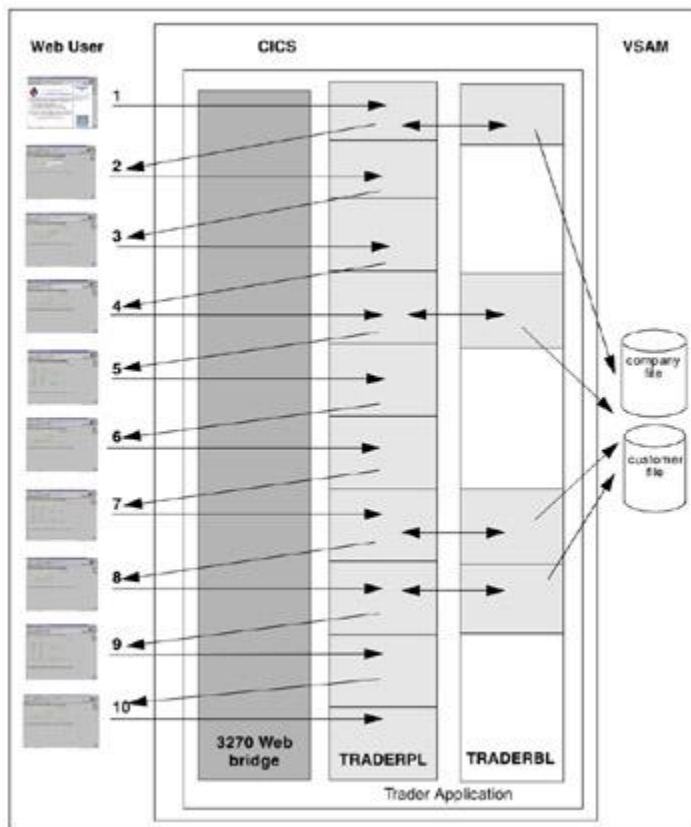 Web User
CICS
VSAM
1
2
3
4
5
6
7
8
9
10
company
file
customer
file
3270 Web
bridge
TRADERPL
TRADERBL
Trader Application